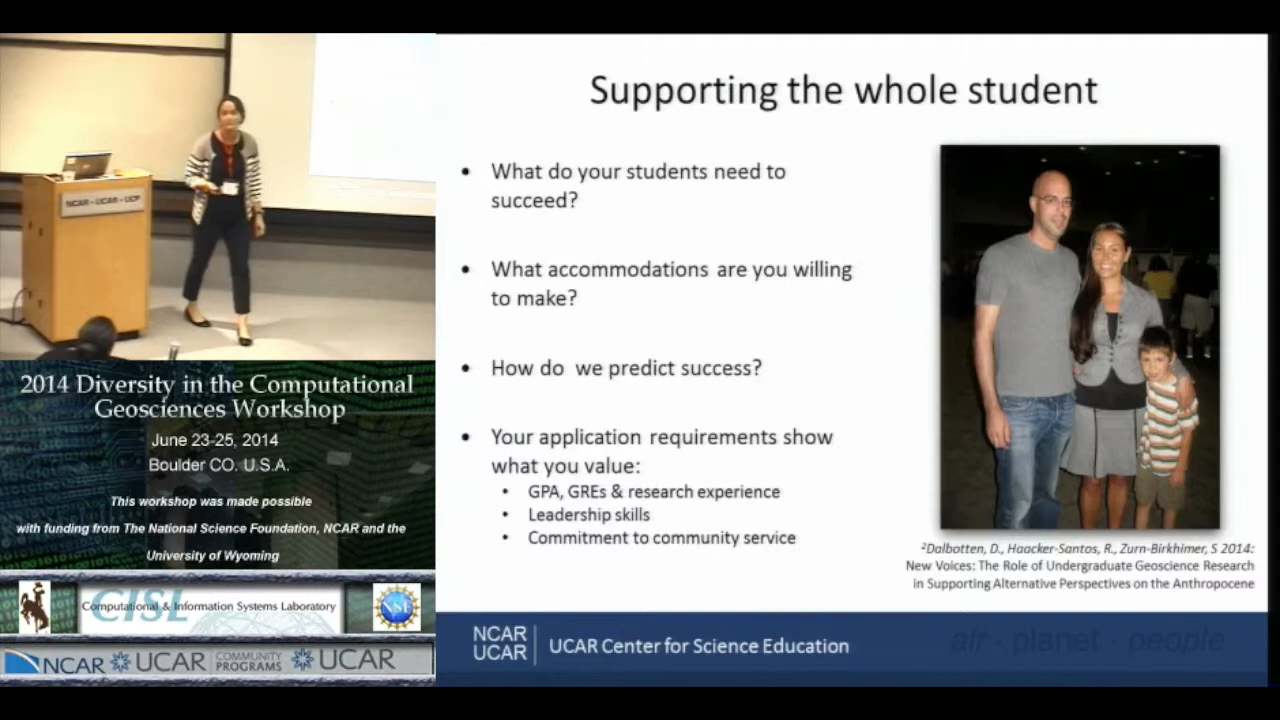 NCAR - UCAR - UCP
2014 Diversity in the Computational
Geosciences Workshop
June 23-25, 2014
Boulder CO. U.S.A.
This workshop was made possible
with funding from The National Science Foundation, NCAR and the
University of Wyoming
CISL
Computational & Information Systems Laboratory
NSF
NCAR
UCAR
COMMUNITY
PROGRAMS
UCAR
Supporting the whole student
• What do your students need to
succeed?
• What accommodations are you willing
to make?
• How do we predict success?
• Your application requirements show
what you value:
• GPA, GREs & research experience
• Leadership skills
• Commitment to community service
²Dalbotten, D., Haacker-Santos, R., Zurn-Birkhimer, S 2014:
New Voices: The Role of Undergraduate Geoscience Research
in Supporting Alternative Perspectives on the Anthropocene
NCAR
UCAR
UCAR Center for Science Education
air • planet • people